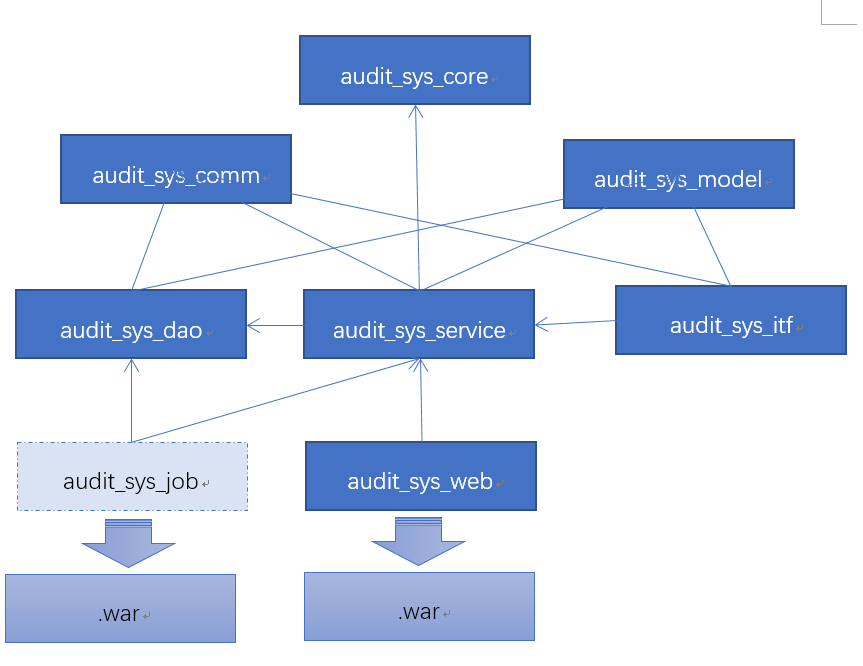 audit_sys_core
audit_sys_comm
audit_sys_model
audit_sys_dao
audit_sys_service
audit_sys_itf
audit_sys_job
audit_sys_web
.war
.war